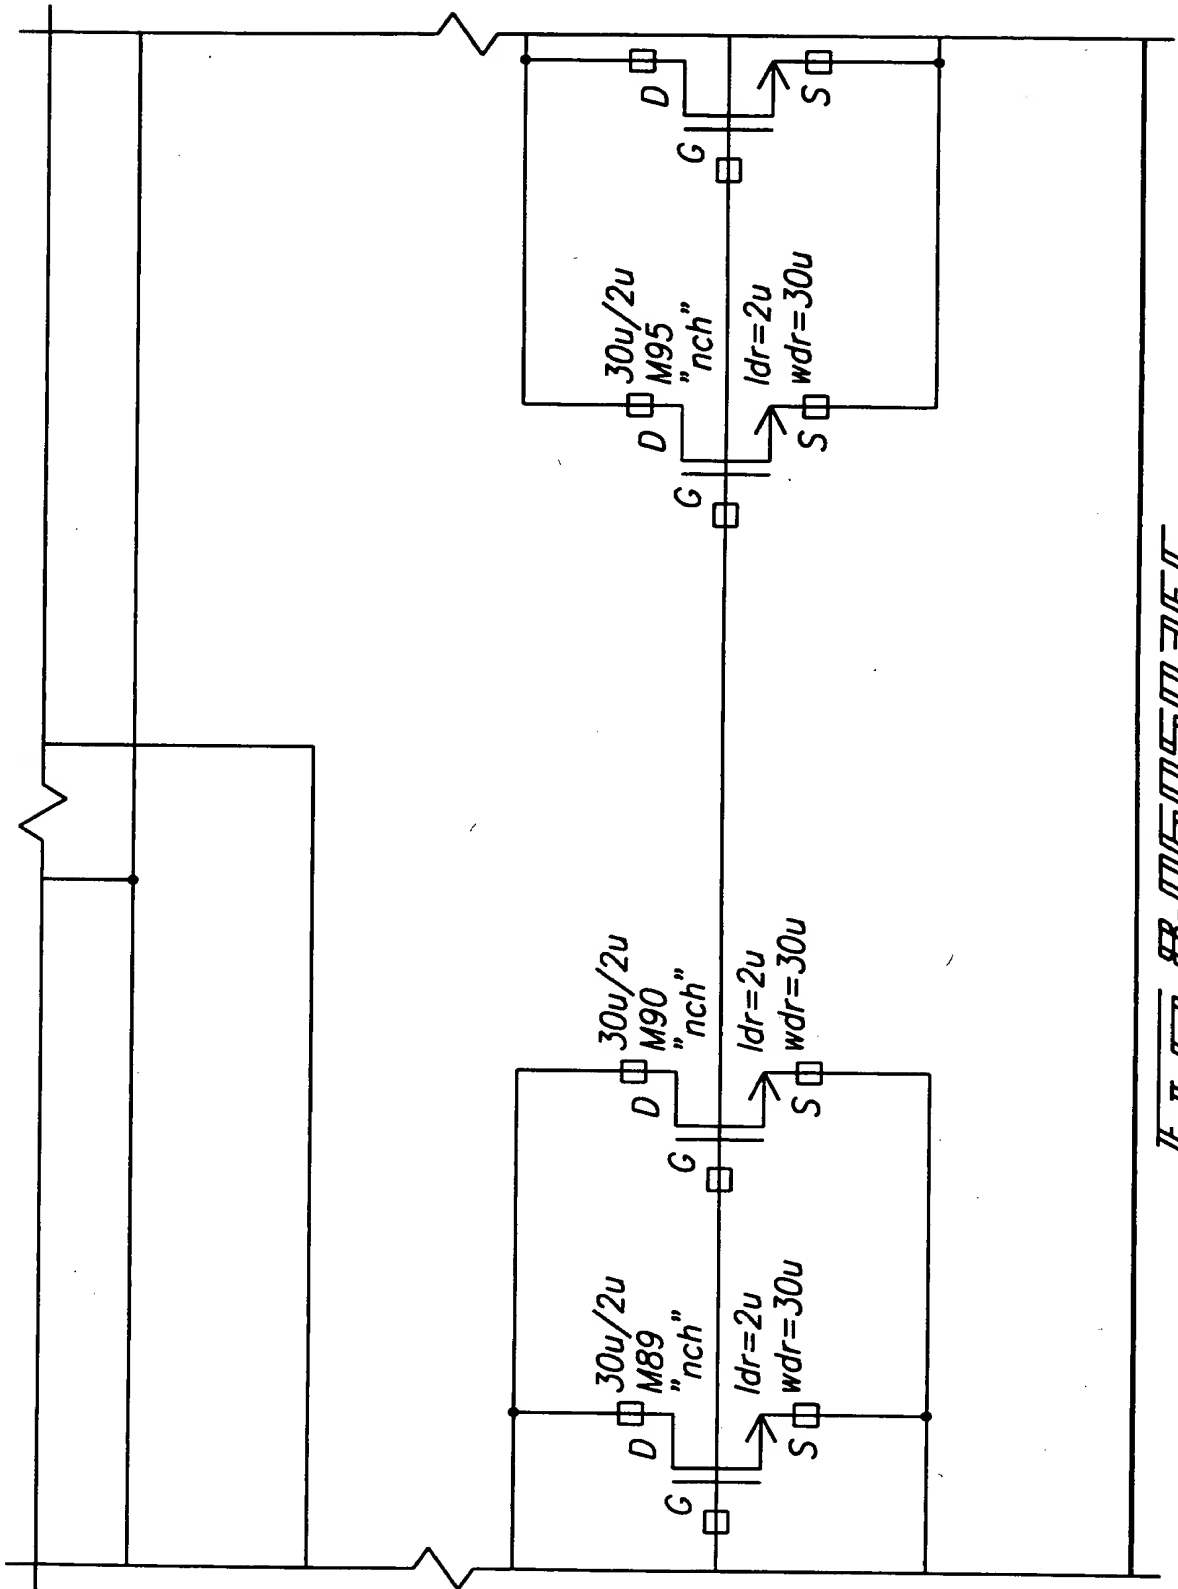 30u/2u
M89
"nch"
D
G
ldr=2u
wdr=30u
S
30u/2u
M90
"nch"
D
G
ldr=2u
wdr=30u
S
30u/2u
M95
"nch"
D
G
ldr=2u
wdr=30u
S
D
G
S